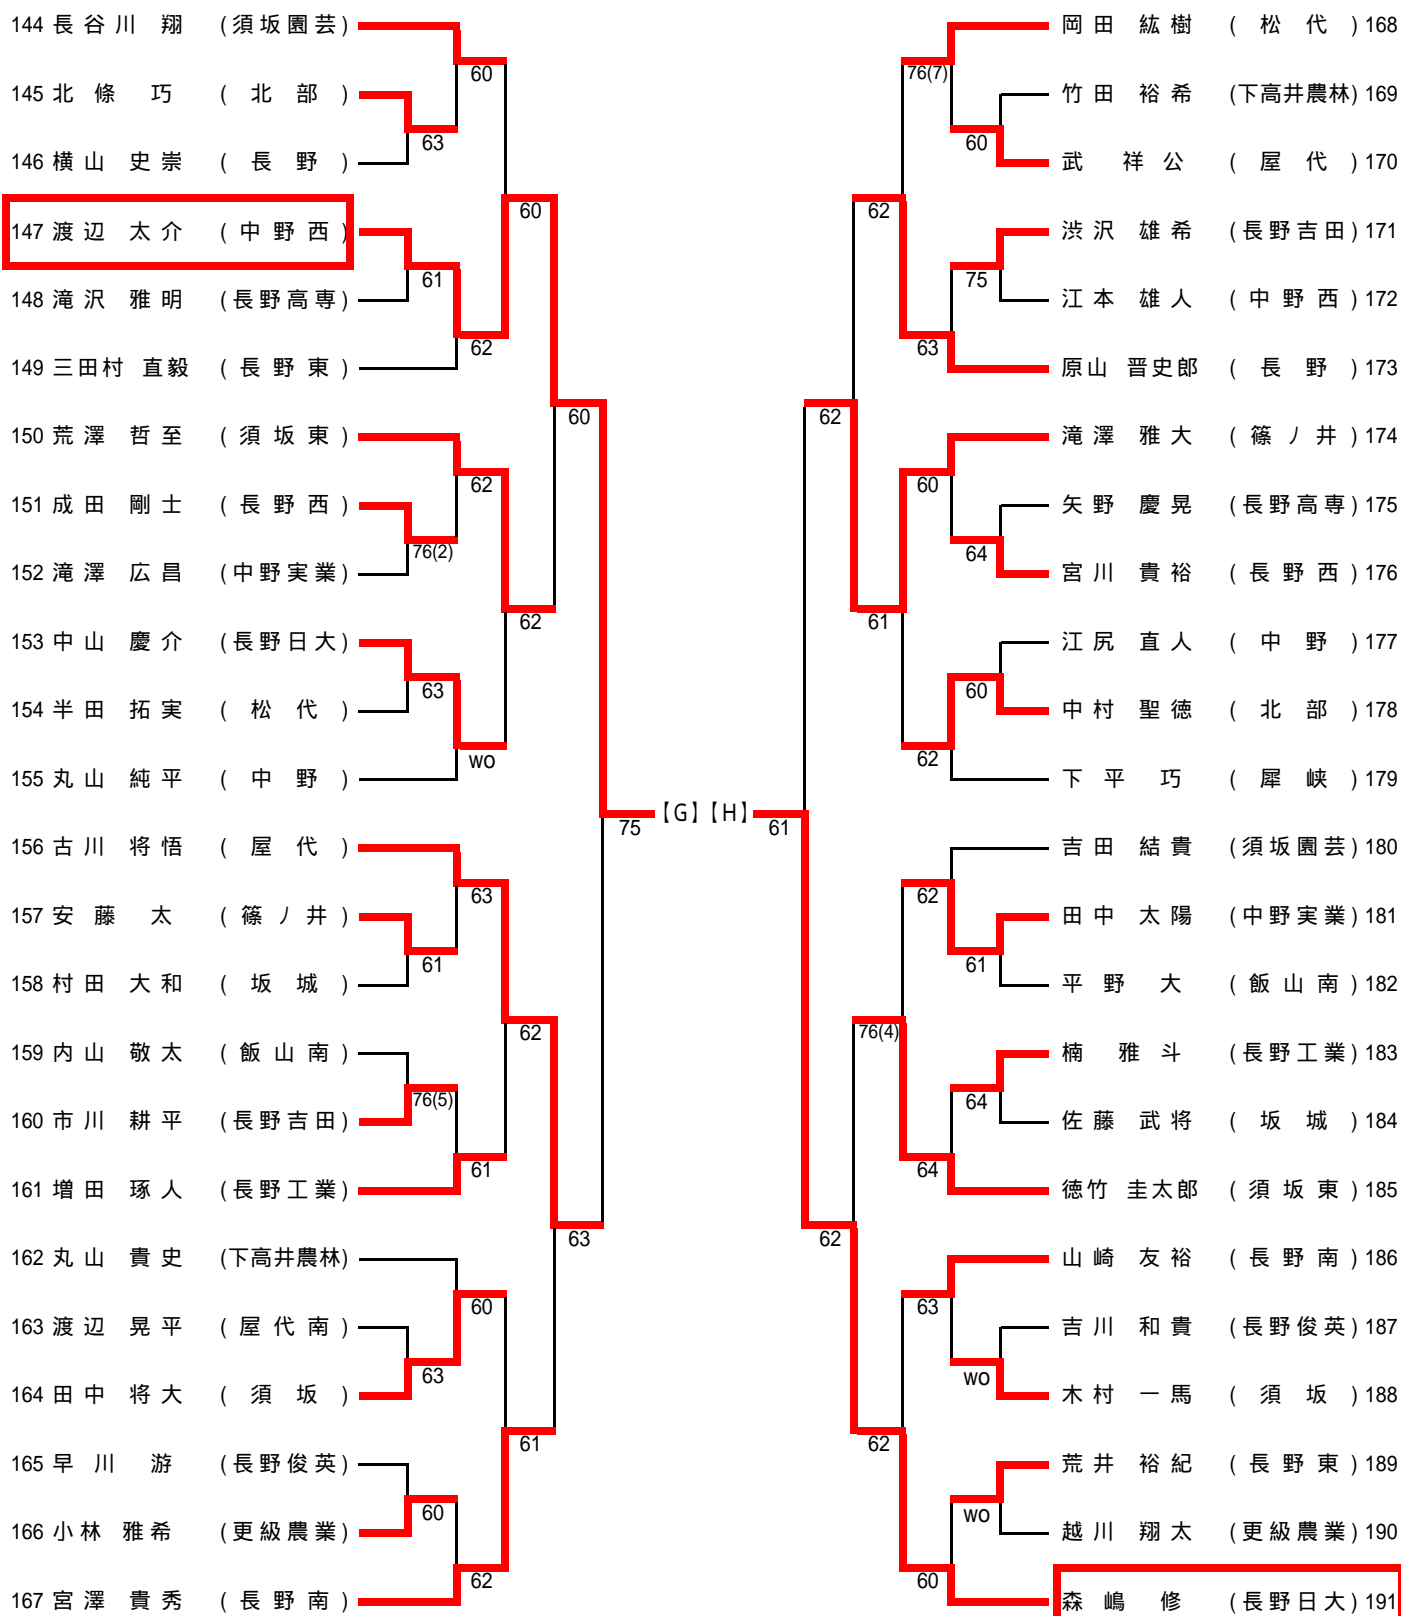 144 長谷川 翔 (須坂園芸)
60
145 北條 巧 (北部)
63
146 横山 史崇 (長野)
60
147 渡辺 太介 (中野西)
61
148 滝沢 雅明 (長野高専)
62
149 三田村 直毅 (長野東)
60
150 荒澤 哲至 (須坂東)
62
151 成田 剛士 (長野西)
76(2)
152 滝澤 広昌 (中野実業)
62
153 中山 慶介 (長野日大)
63
154 半田 拓実 (松代)
wo
155 丸山 純平 (中野)
75 【G】
156 古川 将悟 (屋代)
63
157 安藤 太 (篠ノ井)
61
158 村田 大和 (坂城)
62
159 内山 敬太 (飯山南)
76(5)
160 市川 耕平 (長野吉田)
61
161 増田 琢人 (長野工業)
63
162 丸山 貴史 (下高井農林)
60
163 渡辺 晃平 (屋代南)
63
164 田中 将大 (須坂)
61
165 早川 游 (長野俊英)
60
166 小林 雅希 (更級農業)
62
167 宮澤 貴秀 (長野南)
岡田 紘樹 (松代) 168
76(7)
竹田 裕希 (下高井農林) 169
60
武 祥公 (屋代) 170
62
渋沢 雄希 (長野吉田) 171
75
江本 雄人 (中野西) 172
63
原山 晋史郎 (長野) 173
62
滝澤 雅大 (篠ノ井) 174
60
矢野 慶晃 (長野高専) 175
64
宮川 貴裕 (長野西) 176
61
江尻 直人 (中野) 177
60
中村 聖徳 (北部) 178
62
下平 巧 (犀峡) 179
【H】 61
吉田 結貴 (須坂園芸) 180
62
田中 太陽 (中野実業) 181
61
平野 大 (飯山南) 182
76(4)
楠 雅斗 (長野工業) 183
64
佐藤 武将 (坂城) 184
64
徳竹 圭太郎 (須坂東) 185
62
山崎 友裕 (長野南) 186
63
吉川 和貴 (長野俊英) 187
wo
木村 一馬 (須坂) 188
62
荒井 裕紀 (長野東) 189
wo
越川 翔太 (更級農業) 190
60
森嶋 修 (長野日大) 191